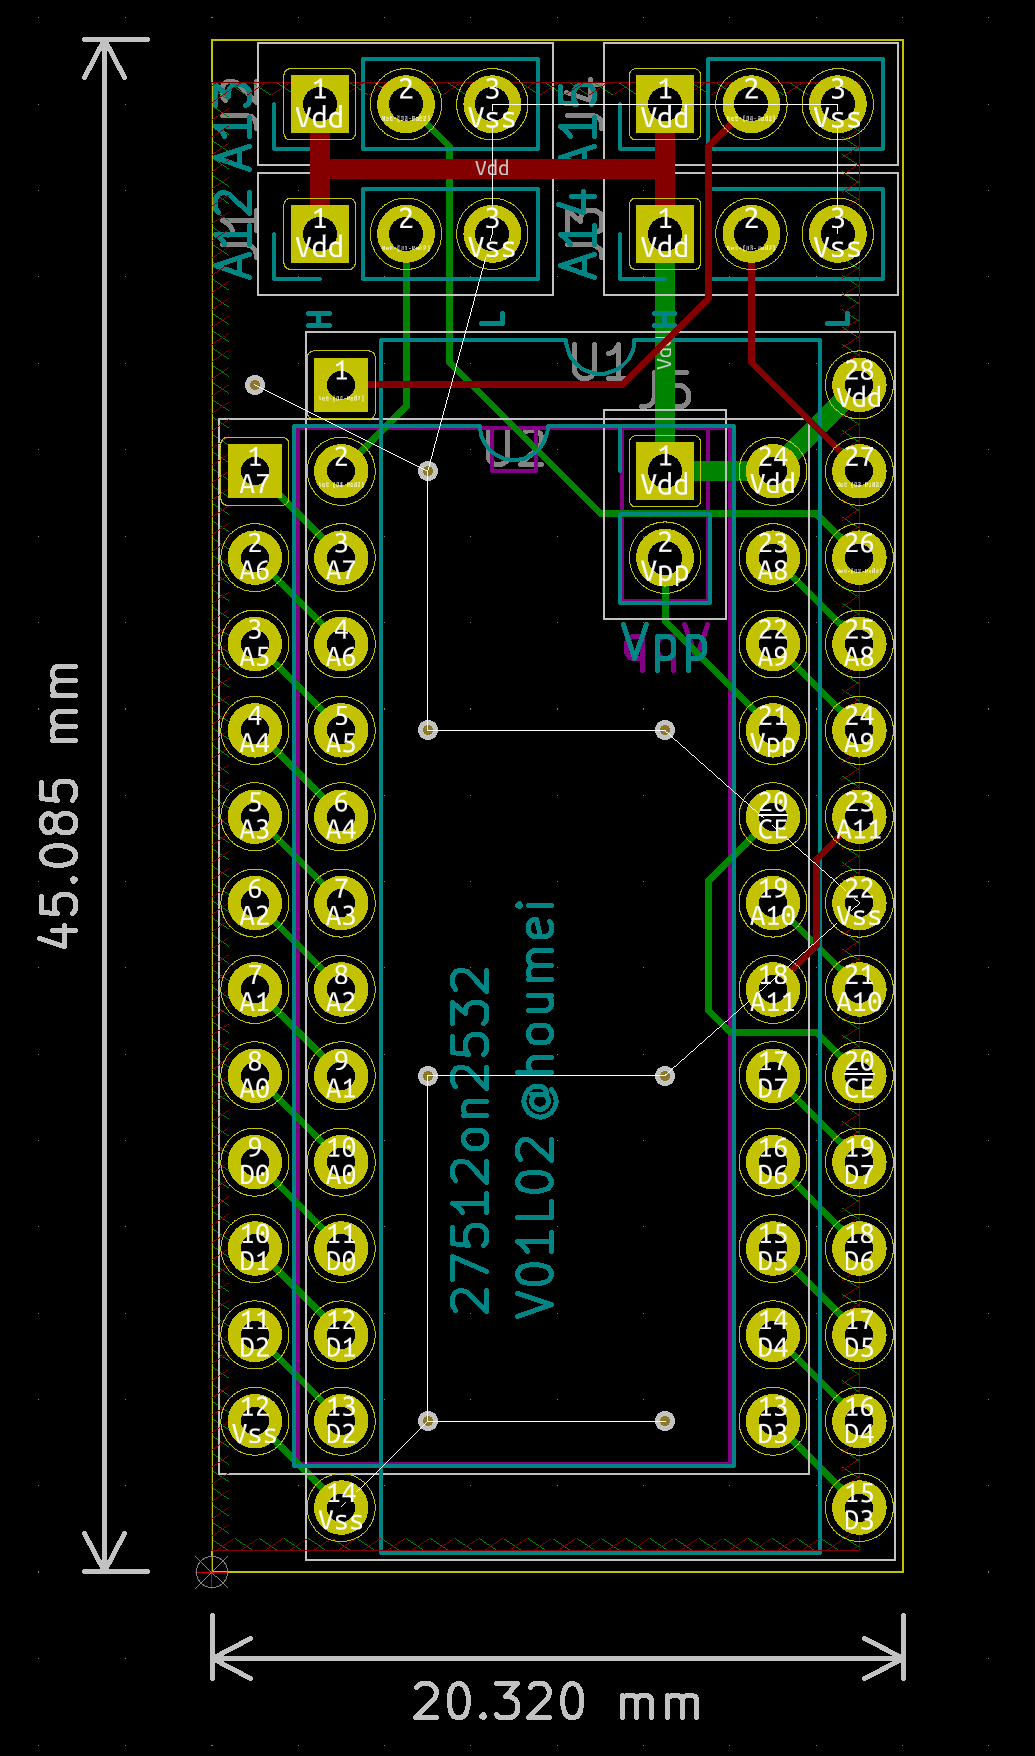 1 Vdd
2
3 Vss
1 Vdd
2
3 Vss
A13
A15
Vdd
1 Vdd
2
3 Vss
1 Vdd
2
3 Vss
A12
J1
A14
J3
H
L
H
L
U1
J5
U2
1
28 Vdd
1 A7
2
1 Vdd
24 Vdd
27
2 A6
3 A7
2 Vpp
23 A8
26
Vpp
3 A5
4 A6
22 A9
25 A8
4 A4
5 A5
21 Vpp
24 A9
5 A3
6 A4
20 CE
23 A11
6 A2
7 A3
19 A10
22 Vss
7 A1
8 A2
18 A11
21 A10
8 A0
9 A1
17 D7
20 CE
9 D0
10 A0
16 D6
19 D7
10 D1
11 D0
15 D5
18 D6
11 D2
12 D1
14 D4
17 D5
12 Vss
13 D2
13 D3
16 D4
14 Vss
15 D3
27512on2532
V01L02 @houmei
45.085 mm
20.320 mm